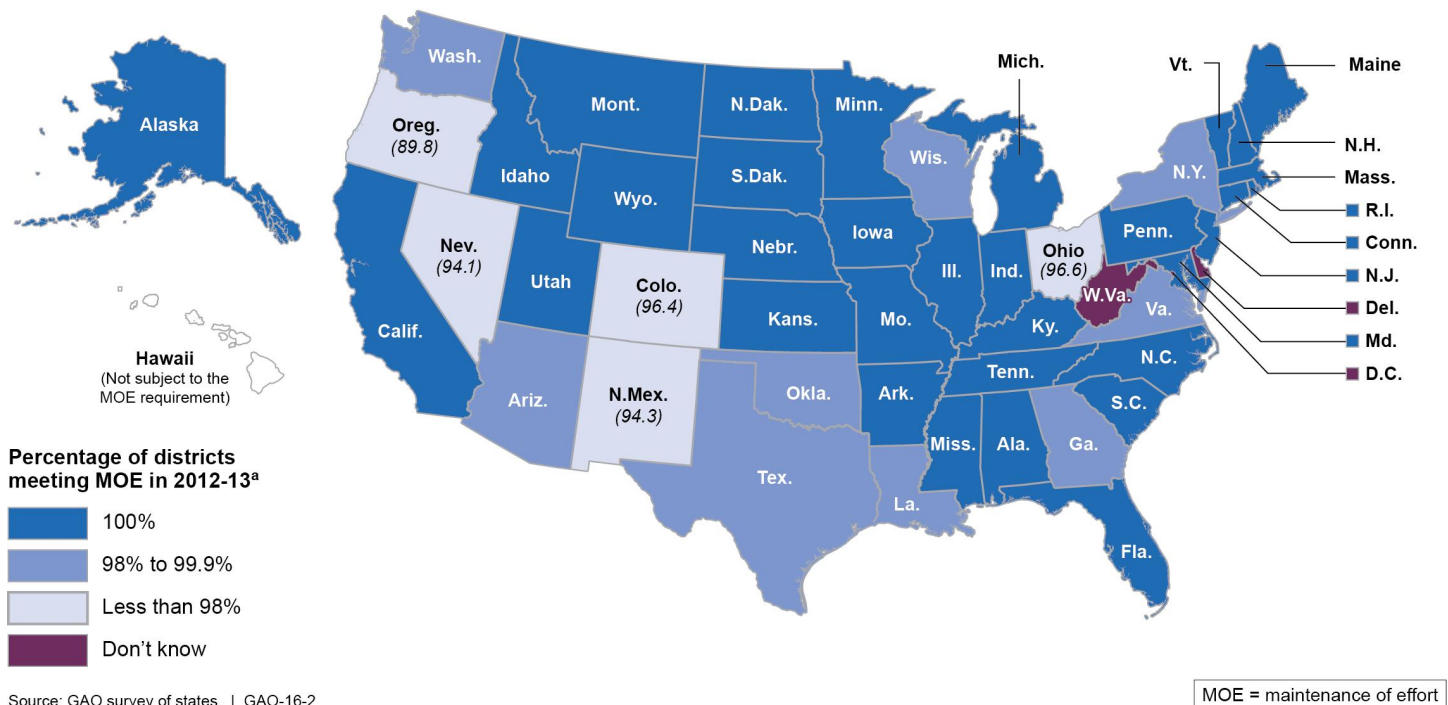 Alaska
Hawaii
(Not subject to the
MOE requirement)
Wash.
Oreg.
(89.8)
Calif.
Nev.
(94.1)
Idaho
Mont.
Wyo.
Utah
Colo.
(96.4)
Ariz.
N.Mex.
(94.3)
N.Dak.
S.Dak.
Nebr.
Kans.
Okla.
Tex.
Minn.
Iowa
Mo.
Ark.
La.
Wis.
Ill.
Mich.
Ind.
Ohio
(96.6)
Ky.
Tenn.
Miss.
Ala.
Ga.
Fla.
S.C.
N.C.
Va.
W.Va.
Penn.
N.Y.
Vt.
Maine
N.H.
Mass.
R.I.
Conn.
N.J.
Del.
Md.
D.C.
Percentage of districts
meeting MOE in 2012-13ª
100%
98% to 99.9%
Less than 98%
Don’t know
Source: GAO survey of states. | GAO-16-2
MOE = maintenance of effort